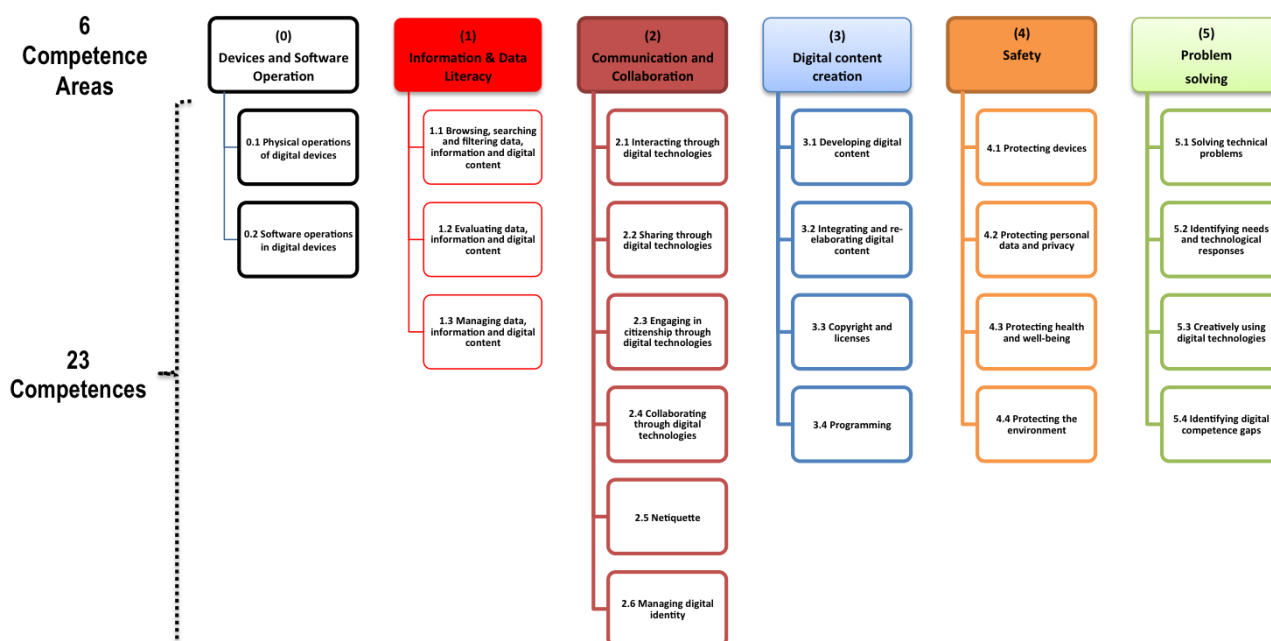 6
Competence
Areas
23
Competences
(0)
Devices and Software
Operation
0.1 Physical operations
of digital devices
0.2 Software operations
in digital devices
(1)
Information & Data
Literacy
1.1 Browsing, searching
and filtering data,
information and digital
content
1.2 Evaluating data,
information and digital
content
1.3 Managing data,
information and digital
content
(2)
Communication and
Collaboration
2.1 Interacting through
digital technologies
2.2 Sharing through
digital technologies
2.3 Engaging in
citizenship through
digital technologies
2.4 Collaborating
through digital
technologies
2.5 Netiquette
2.6 Managing digital
identity
(3)
Digital content
creation
3.1 Developing digital
content
3.2 Integrating and re-
elaborating digital
content
3.3 Copyright and
licenses
3.4 Programming
(4)
Safety
4.1 Protecting devices
4.2 Protecting personal
data and privacy
4.3 Protecting health
and well-being
4.4 Protecting the
environment
(5)
Problem
solving
5.1 Solving technical
problems
5.2 Identifying needs
and technological
responses
5.3 Creatively using
digital technologies
5.4 Identifying digital
competence gaps